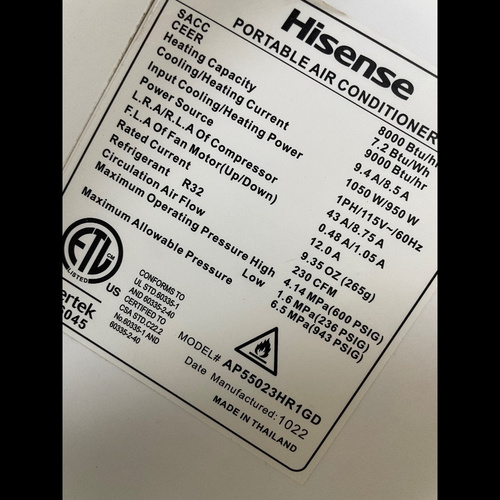 Hisense
PORTABLE AIR CONDITIONER
SACC 8000 Btu/hr
CEER 7.2 Btu/Wh
Heating Capacity 9000 Btu/hr
Cooling/Heating Current 9.4 A/8.5 A
Input Cooling/Heating Power 1050 W/950 W
Power Source 1PH/115V~/60Hz
L.R.A/R.L.A Of Compressor 43 A/8.75 A
F.L.A Of Fan Motor(Up/Down) 0.48 A/1.05 A
Rated Current 12.0 A
Refrigerant R32 9.35 OZ (265g)
Circulation Air Flow 230 CFM
Maximum Operating Pressure High 4.14 MPa(600 PSIG)
Low 1.6 MPa(236 PSIG)
Maximum Allowable Pressure 6.5 MPa(943 PSIG)
ETL CM
LISTED
US
CONFORMS TO
UL STD.60335-1
AND 60335-2-40
CERTIFIED TO
CSA STD.C22.2
No.60335-1 AND
60335-2-40
MODEL# AP55023HR1GD
Date Manufactured: 1022
MADE IN THAILAND